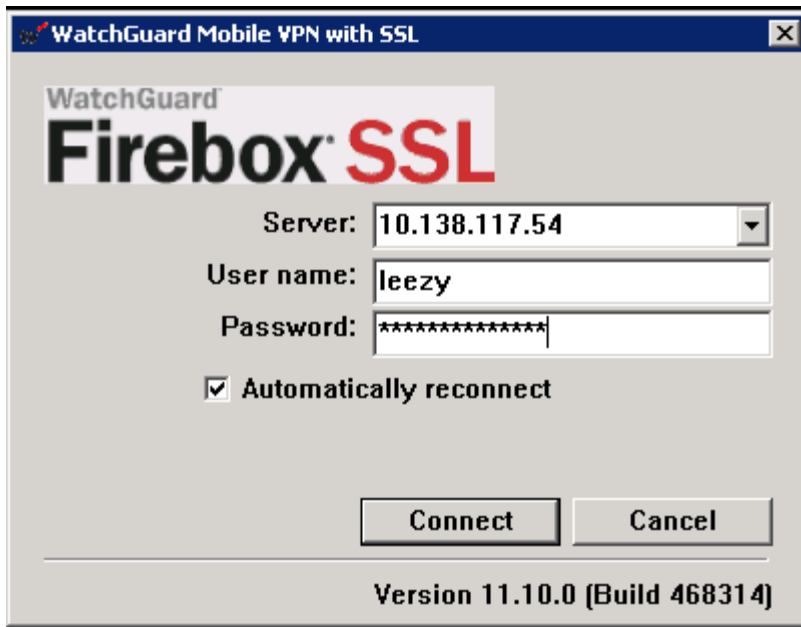 WatchGuard Mobile VPN with SSL
WatchGuard
Firebox SSL
Server: 10.138.117.54
User name: leezy
Password: **************
Automatically reconnect
Connect Cancel
Version 11.10.0 (Build 468314)